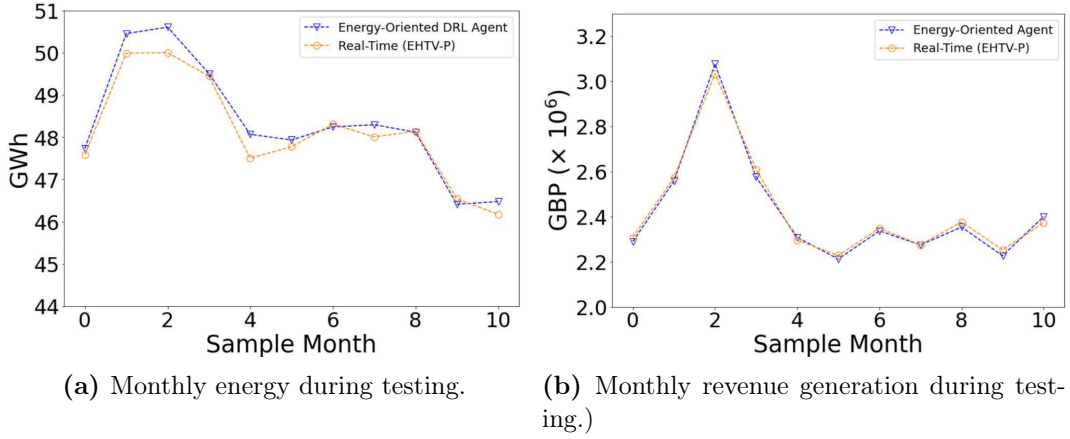 51
50
49
48
47
46
45
44
GWh
0
2
4
6
8
10
Sample Month
Energy-Oriented DRL Agent
Real-Time (EHTV-P)
(a) Monthly energy during testing.
3.2
3.0
2.8
2.6
2.4
2.2
2.0
GBP (× 10⁶)
0
2
4
6
8
10
Sample Month
Energy-Oriented Agent
Real-Time (EHTV-P)
(b) Monthly revenue generation during test-
ing.)